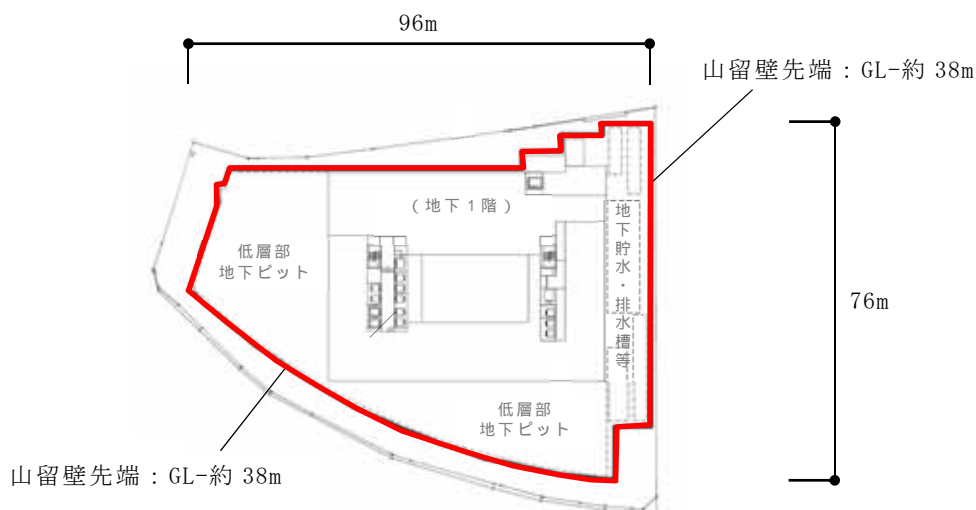 96m
山留壁先端：GL-約 38m
（地下１階）
地下貯水・排水槽等
低層部
地下ピット
76m
低層部
地下ピット
山留壁先端：GL-約 38m